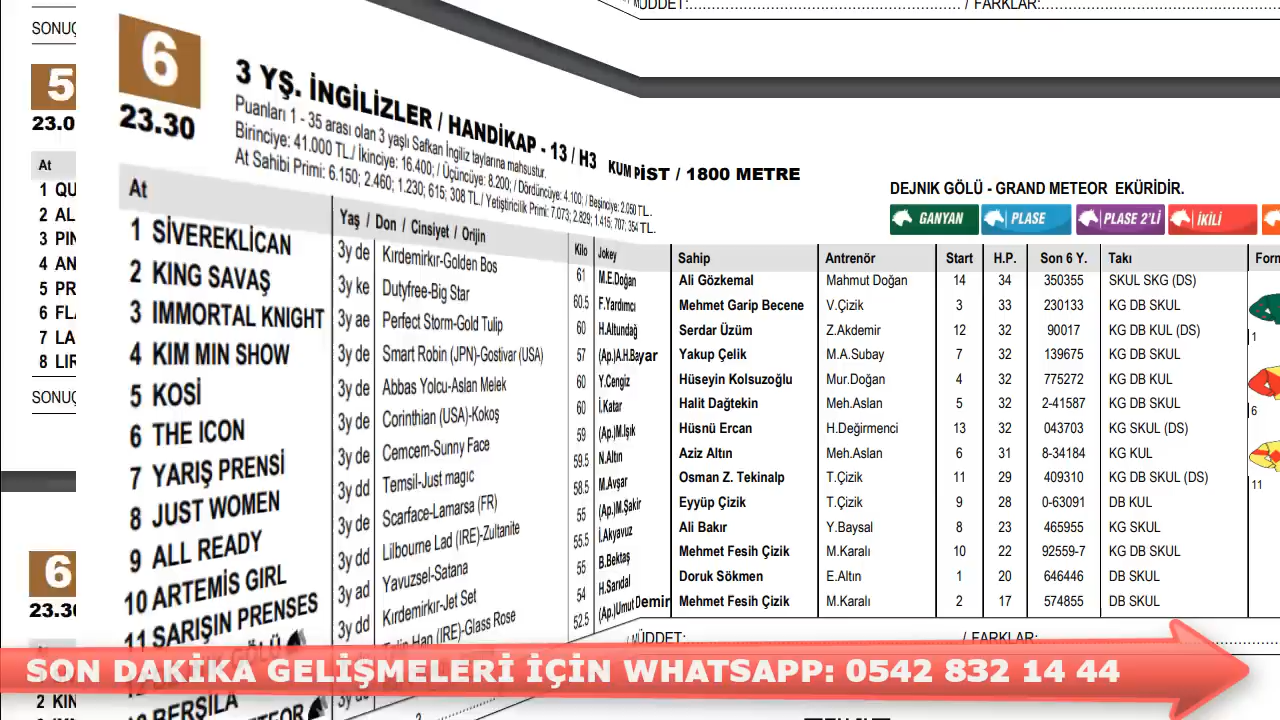 MÜDDET: / FARKLAR:
SONUÇ
5
23.0
At
1 QU
2 AL
3 PIN
4 AN
5 PR
6 FL
7 LA
8 LIR
SONUÇ
6
23.30
2 KIN
6
23.30
3 YŞ. İNGİLİZLER / HANDİKAP - 13 / H3 KUM PİST / 1800 METRE
Puanları 1 - 35 arası olan 3 yaşlı Safkan İngiliz taylarına mahsustur.
Birinciye: 41.000 TL./ İkinciye: 16.400; / Üçüncüye: 8.200; / Dördüncüye: 4.100; / Beşinciye: 2.050 TL.
At Sahibi Primi: 6.150; 2.460; 1.230; 615; 308 TL./ Yetiştiricilik Primi: 7.073; 2.829; 1.415; 707; 354 TL.
DEJNIK GÖLÜ - GRAND METEOR EKÜRİDİR.
GANYAN PLASE PLASE 2'Lİ İKİLİ
At Yaş / Don / Cinsiyet / Orijin Kilo Jokey Sahip Antrenör Start H.P. Son 6 Y. Takı Form
1 SİVEREKLİCAN 3y de Kırdemirkır-Golden Bos 61 M.E.Doğan Ali Gözkemal Mahmut Doğan 14 34 350355 SKUL SKG (DS)
2 KING SAVAŞ 3y ke Dutyfree-Big Star 60.5 F.Yardımcı Mehmet Garip Becene V.Çizik 3 33 230133 KG DB SKUL
3 IMMORTAL KNIGHT 3y ae Perfect Storm-Gold Tulip 60 H.Altundağ Serdar Üzüm Z.Akdemir 12 32 90017 KG DB KUL (DS)
4 KIM MIN SHOW 3y de Smart Robin (JPN)-Gostivar (USA) 57 (Ap.)A.H.Bayar Yakup Çelik M.A.Subay 7 32 139675 KG DB SKUL
5 KOSİ 3y de Abbas Yolcu-Aslan Melek 60 Y.Cengiz Hüseyin Kolsuzoğlu Mur.Doğan 4 32 775272 KG DB KUL
6 THE ICON 3y de Corinthian (USA)-Kokoş 60 İ.Katar Halit Dağtekin Meh.Aslan 5 32 2-41587 KG DB SKUL
7 YARIŞ PRENSİ 3y de Cemcem-Sunny Face 59 (Ap.)M.Işık Hüsnü Ercan H.Değirmenci 13 32 043703 KG SKUL (DS)
8 JUST WOMEN 3y dd Temsil-Just magıc 59.5 N.Altın Aziz Altın Meh.Aslan 6 31 8-34184 KG KUL
9 ALL READY 3y de Scarface-Lamarsa (FR) 58.5 M.Avşar Osman Z. Tekinalp T.Çizik 11 29 409310 KG DB SKUL (DS)
10 ARTEMİS GIRL 3y dd Lilbourne Lad (IRE)-Zultanite 55 (Ap.)M.Şakir Eyyüp Çizik T.Çizik 9 28 0-63091 DB KUL
11 SARIŞIN PRENSES 3y ad Yavuzsel-Satana 55.5 İ.Akyavuz Ali Bakır Y.Baysal 8 23 465955 KG SKUL
GÖLÜ 3y dd Kırdemirkır-Jet Set 55 B.Bektaş Mehmet Fesih Çizik M.Karalı 10 22 92559-7 KG DB SKUL
BERŞİLA Han (IRE)-Glass Rose 54 H.Sandal Doruk Sökmen E.Altın 1 20 646446 DB SKUL
METEOR 52.5 (Ap.)Umut Demir Mehmet Fesih Çizik M.Karalı 2 17 574855 DB SKUL
1
6
11
MÜDDET: / FARKLAR:
SON DAKİKA GELİŞMELERİ İÇİN WHATSAPP: 0542 832 14 44